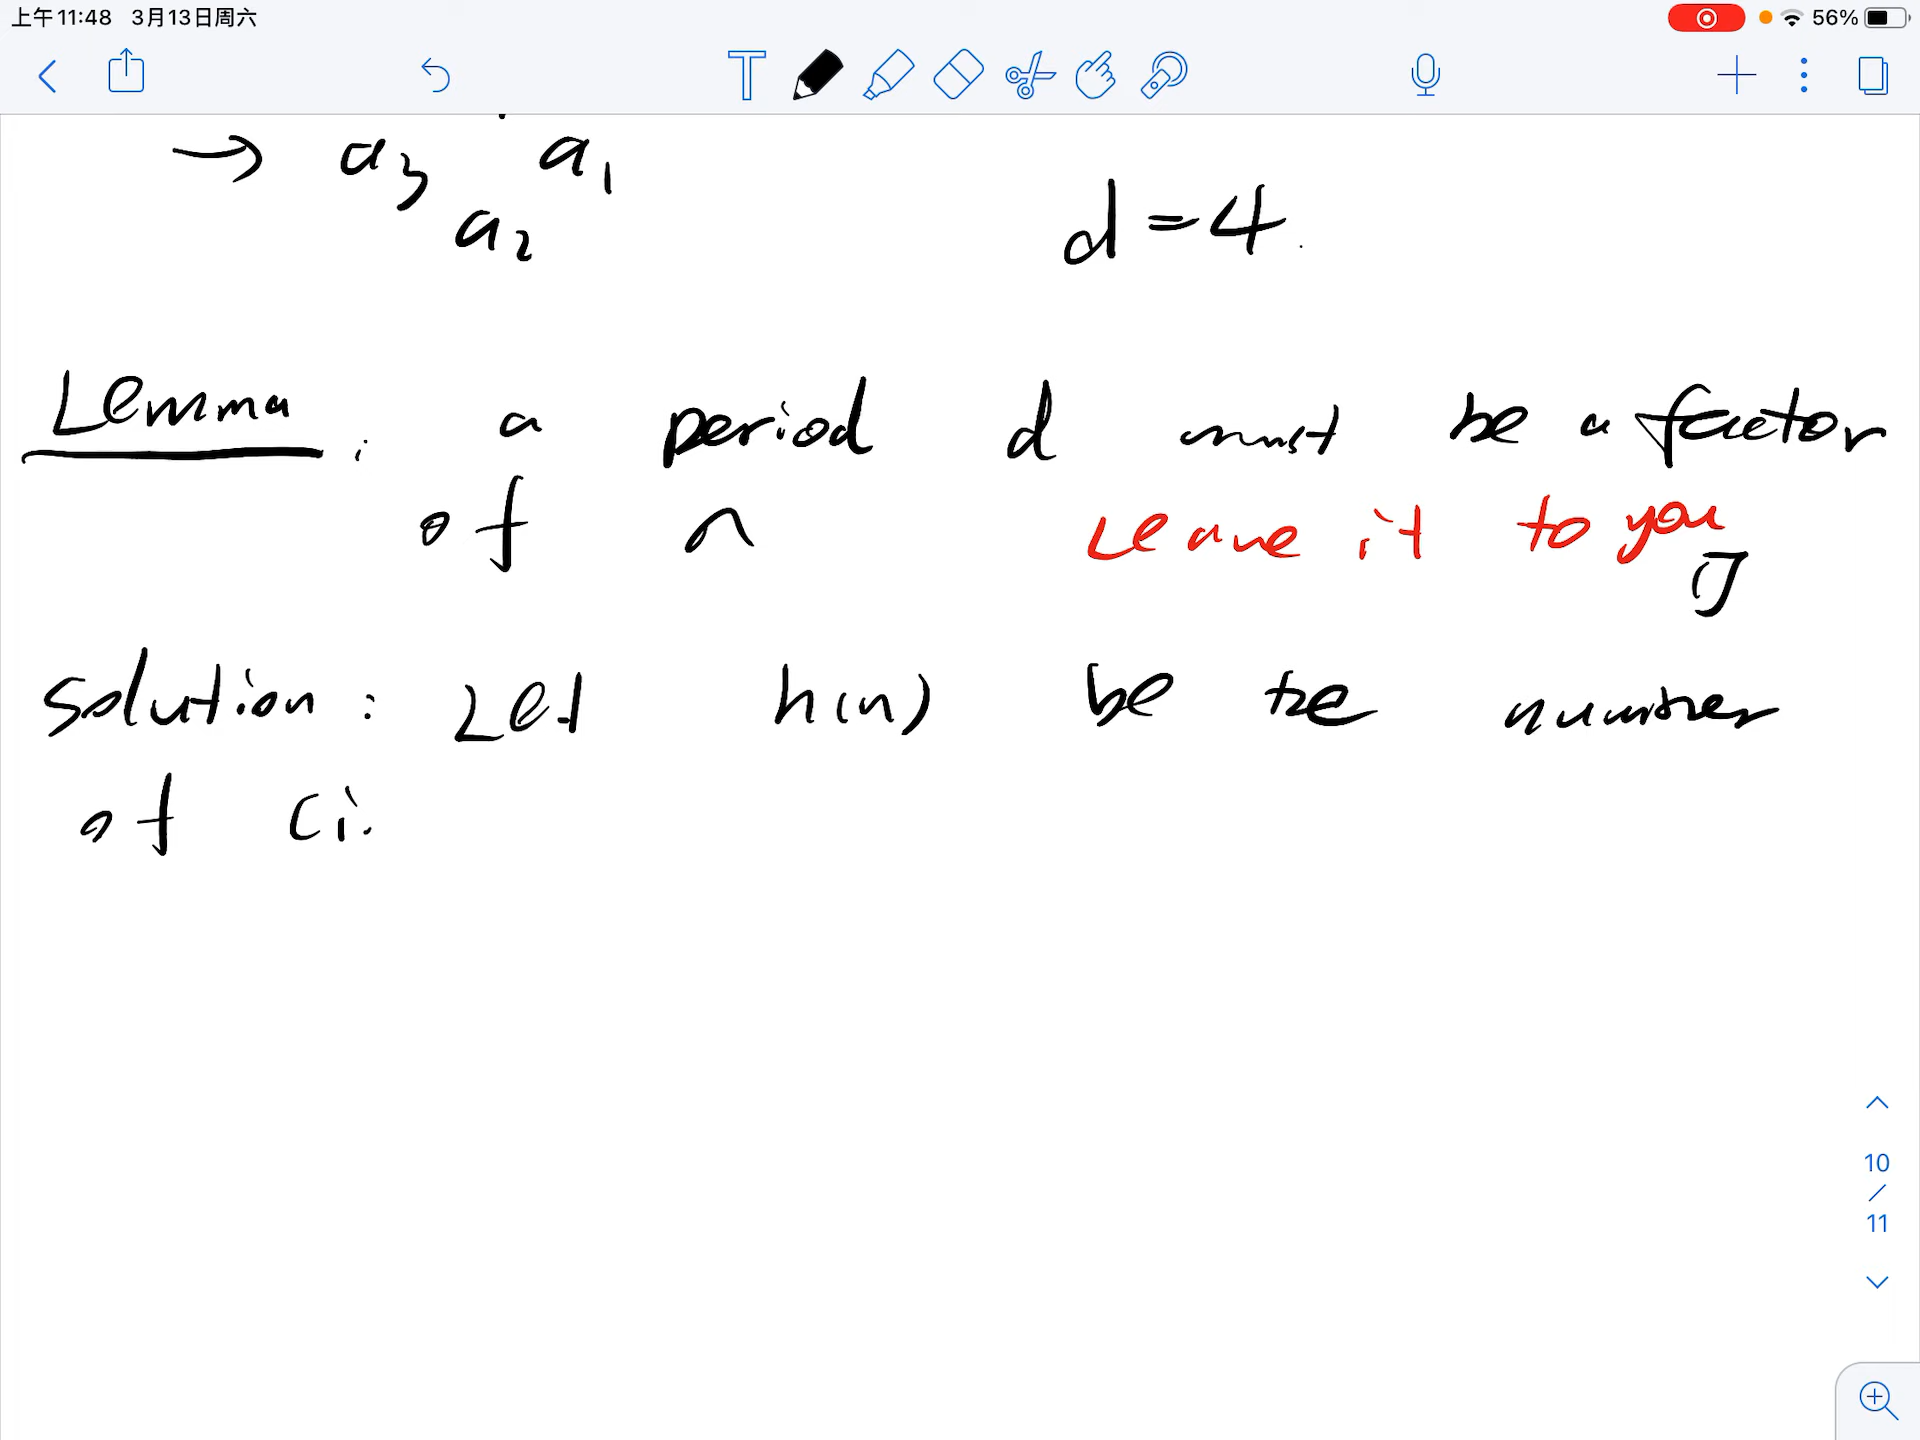 上午11:48 3月13日周六 56%
→ a₃ a₁
a₂
d=4.
Lemma: a period d must be a factor
of n leave it to you
Solution: Let h(n) be the number
of Ci.
10
/
11